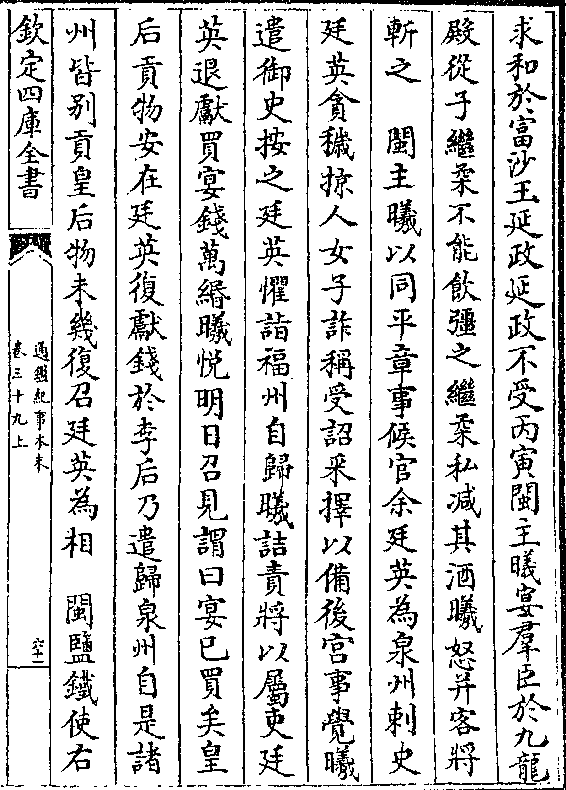 求和於富沙王延政延政不受丙寅閩主曦宴羣臣於九龍
殿從子繼柔不能飲彊之繼柔私減其酒曦怒并客將
斬之　閩主曦以同平章事候官余廷英為泉州刺史
廷英貪穢掠人女子詐稱受詔采擇以備後宮事覺曦
遣御史按之廷英懼詣福州自歸曦詰責將以屬吏廷
英退獻買宴錢萬緡曦悅明日召見謂曰宴已買矣皇
后貢物安在廷英復獻錢於李后乃遣歸泉州自是諸
州皆别貢皇后物未幾復召廷英為相　閩鹽鐵使右
欽定四庫全書
通鑑紀事本末
卷三十九上
六十一